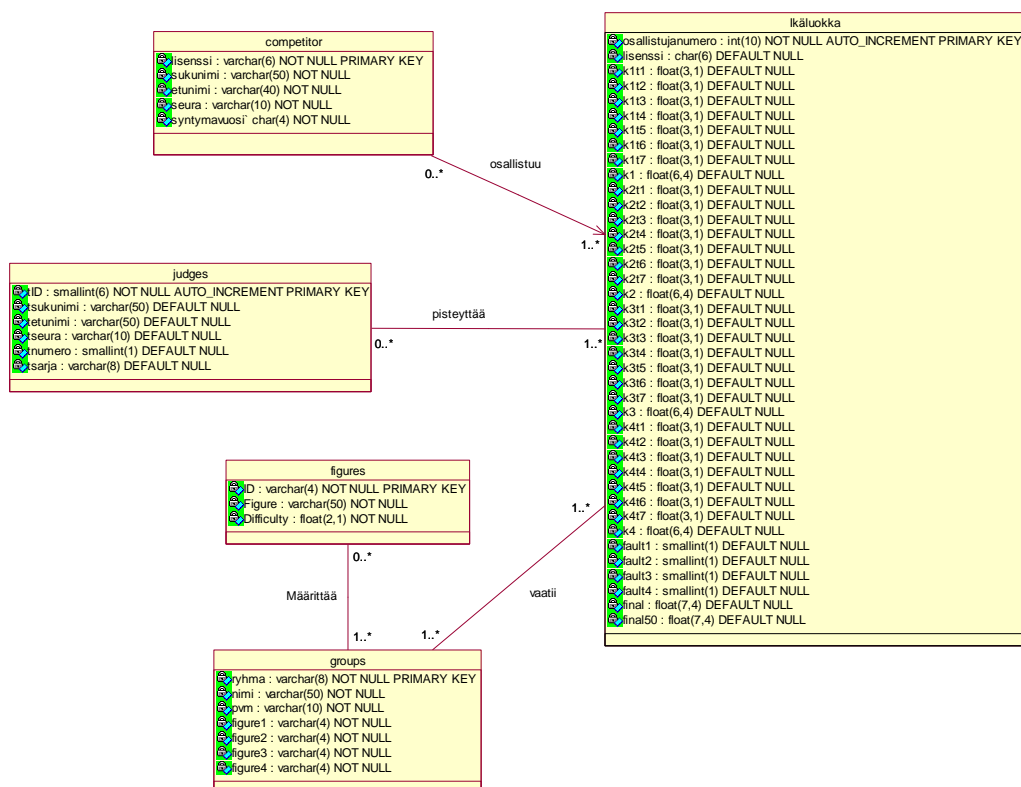 competitor
lisenssi : varchar(6) NOT NULL PRIMARY KEY
sukunimi : varchar(50) NOT NULL
etunimi : varchar(40) NOT NULL
seura : varchar(10) NOT NULL
syntymavuosi` char(4) NOT NULL
0..*
osallistuu
1..*
judges
tID : smallint(6) NOT NULL AUTO_INCREMENT PRIMARY KEY
tsukunimi : varchar(50) DEFAULT NULL
tetunimi : varchar(50) DEFAULT NULL
tseura : varchar(10) DEFAULT NULL
tnumero : smallint(1) DEFAULT NULL
tsarja : varchar(8) DEFAULT NULL
0..*
pisteyttää
1..*
figures
ID : varchar(4) NOT NULL PRIMARY KEY
Figure : varchar(50) NOT NULL
Difficulty : float(2,1) NOT NULL
0..*
Määrittää
1..*
groups
ryhma : varchar(8) NOT NULL PRIMARY KEY
nimi : varchar(50) NOT NULL
pvm : varchar(10) NOT NULL
figure1 : varchar(4) NOT NULL
figure2 : varchar(4) NOT NULL
figure3 : varchar(4) NOT NULL
figure4 : varchar(4) NOT NULL
1..*
vaatii
1..*
Ikäluokka
osallistujanumero : int(10) NOT NULL AUTO_INCREMENT PRIMARY KEY
lisenssi : char(6) DEFAULT NULL
k1t1 : float(3,1) DEFAULT NULL
k1t2 : float(3,1) DEFAULT NULL
k1t3 : float(3,1) DEFAULT NULL
k1t4 : float(3,1) DEFAULT NULL
k1t5 : float(3,1) DEFAULT NULL
k1t6 : float(3,1) DEFAULT NULL
k1t7 : float(3,1) DEFAULT NULL
k1 : float(6,4) DEFAULT NULL
k2t1 : float(3,1) DEFAULT NULL
k2t2 : float(3,1) DEFAULT NULL
k2t3 : float(3,1) DEFAULT NULL
k2t4 : float(3,1) DEFAULT NULL
k2t5 : float(3,1) DEFAULT NULL
k2t6 : float(3,1) DEFAULT NULL
k2t7 : float(3,1) DEFAULT NULL
k2 : float(6,4) DEFAULT NULL
k3t1 : float(3,1) DEFAULT NULL
k3t2 : float(3,1) DEFAULT NULL
k3t3 : float(3,1) DEFAULT NULL
k3t4 : float(3,1) DEFAULT NULL
k3t5 : float(3,1) DEFAULT NULL
k3t6 : float(3,1) DEFAULT NULL
k3t7 : float(3,1) DEFAULT NULL
k3 : float(6,4) DEFAULT NULL
k4t1 : float(3,1) DEFAULT NULL
k4t2 : float(3,1) DEFAULT NULL
k4t3 : float(3,1) DEFAULT NULL
k4t4 : float(3,1) DEFAULT NULL
k4t5 : float(3,1) DEFAULT NULL
k4t6 : float(3,1) DEFAULT NULL
k4t7 : float(3,1) DEFAULT NULL
k4 : float(6,4) DEFAULT NULL
fault1 : smallint(1) DEFAULT NULL
fault2 : smallint(1) DEFAULT NULL
fault3 : smallint(1) DEFAULT NULL
fault4 : smallint(1) DEFAULT NULL
final : float(7,4) DEFAULT NULL
final50 : float(7,4) DEFAULT NULL